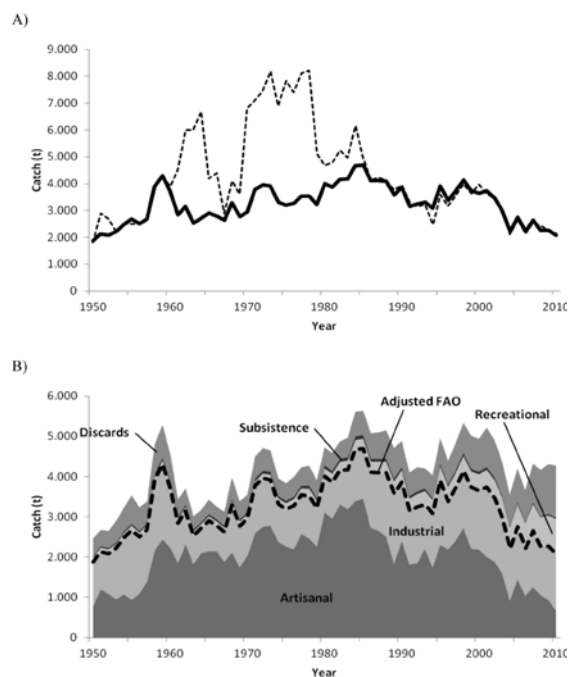 A)
9.000
8.000
7.000
6.000
5.000
4.000
3.000
2.000
1.000
0
Catch (t)
1950 1960 1970 1980 1990 2000 2010
Year
B)
6.000
5.000
4.000
3.000
2.000
1.000
0
Catch (t)
Discards
Subsistence
Adjusted FAO
Recreational
Industrial
Artisanal
1950 1960 1970 1980 1990 2000 2010
Year